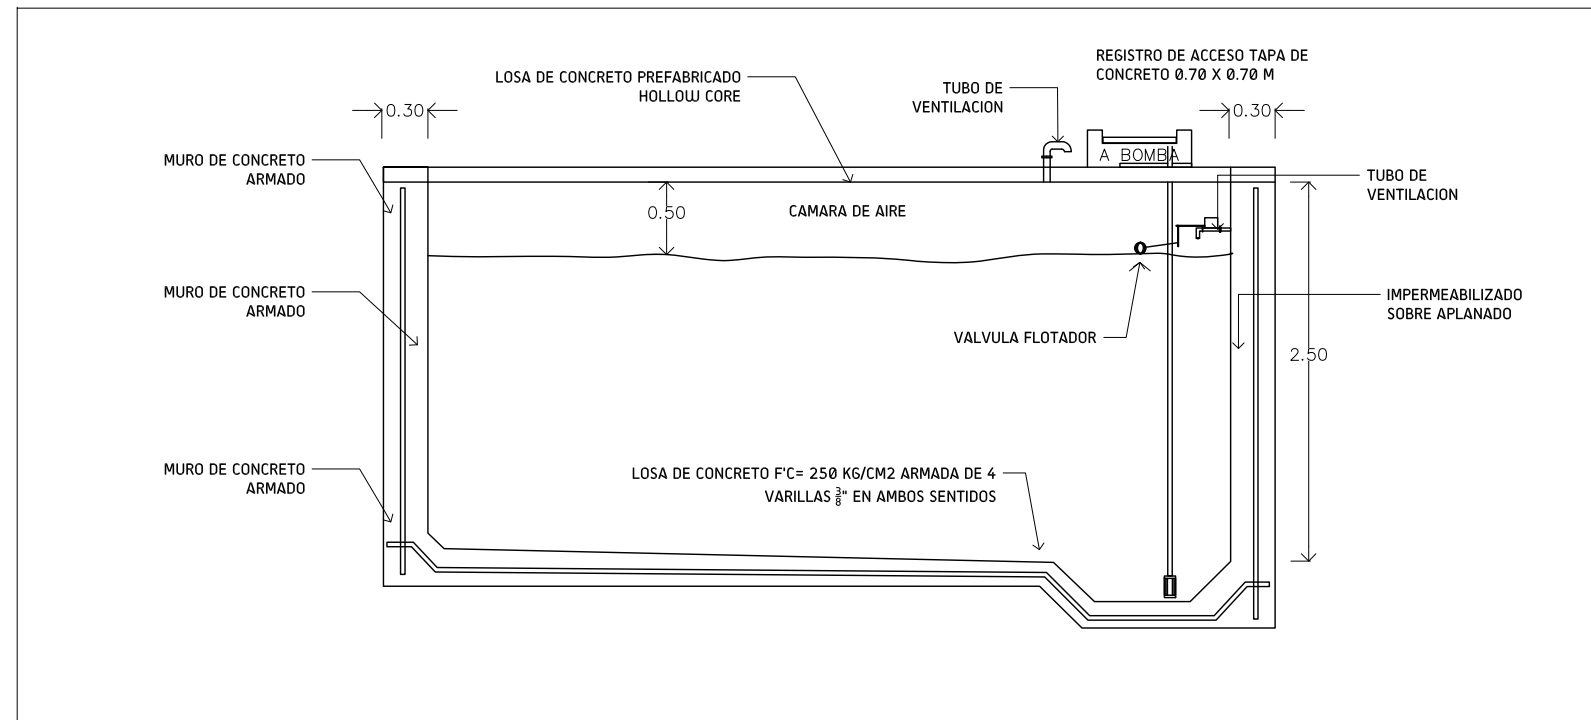 REGISTRO DE ACCESO TAPA DE
CONCRETO 0.70 X 0.70 M
LOSA DE CONCRETO PREFABRICADO
HOLLOW CORE
TUBO DE
VENTILACION
0.30
0.30
MURO DE CONCRETO
ARMADO
A BOMBA
TUBO DE
VENTILACION
0.50
CAMARA DE AIRE
MURO DE CONCRETO
ARMADO
IMPERMEABILIZADO
SOBRE APLANADO
VALVULA FLOTADOR
2.50
MURO DE CONCRETO
ARMADO
LOSA DE CONCRETO F'C= 250 KG/CM2 ARMADA DE 4
VARILLAS 3/8" EN AMBOS SENTIDOS